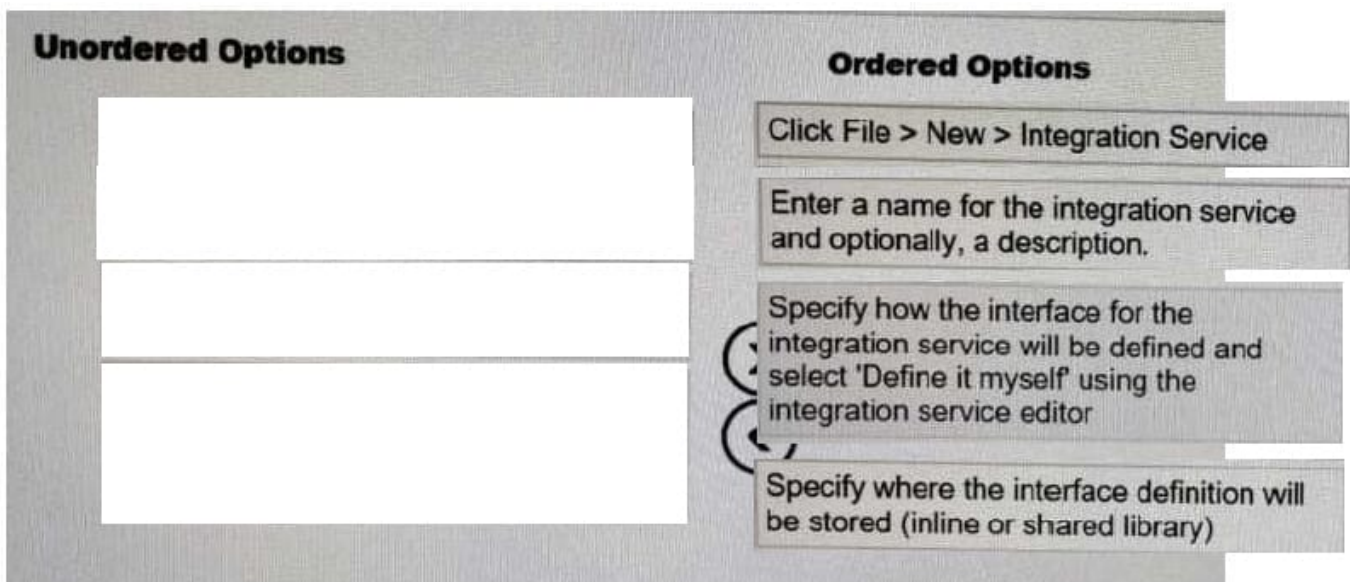 Unordered Options
Ordered Options
Click File > New > Integration Service
Enter a name for the integration service
and optionally, a description.
Specify how the interface for the
integration service will be defined and
select 'Define it myself' using the
integration service editor
Specify where the interface definition will
be stored (inline or shared library)